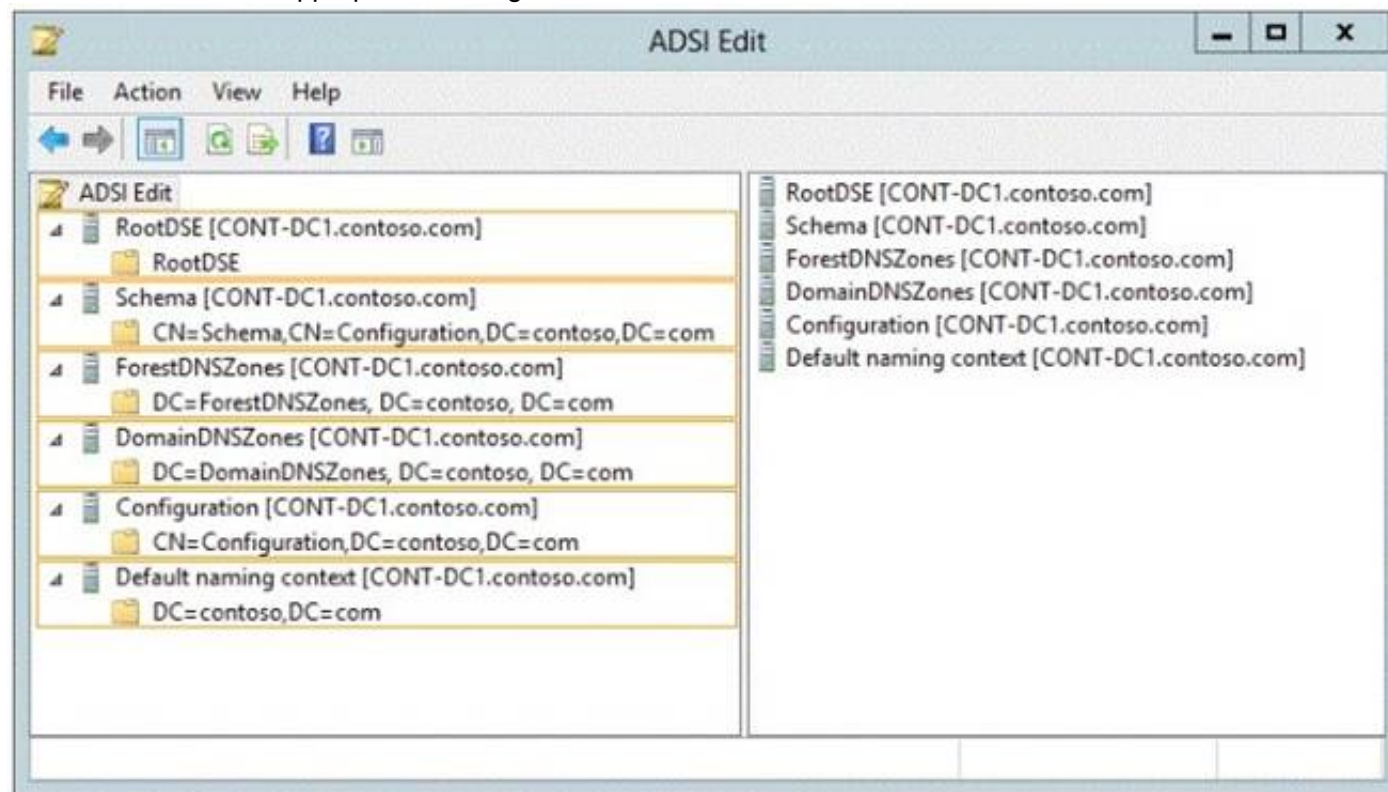 ADSI Edit
File Action View Help
ADSI Edit
RootDSE [CONT-DC1.contoso.com]
RootDSE
Schema [CONT-DC1.contoso.com]
CN=Schema,CN=Configuration,DC=contoso,DC=com
ForestDNSZones [CONT-DC1.contoso.com]
DC=ForestDNSZones, DC=contoso, DC=com
DomainDNSZones [CONT-DC1.contoso.com]
DC=DomainDNSZones, DC=contoso, DC=com
Configuration [CONT-DC1.contoso.com]
CN=Configuration,DC=contoso,DC=com
Default naming context [CONT-DC1.contoso.com]
DC=contoso,DC=com
RootDSE [CONT-DC1.contoso.com]
Schema [CONT-DC1.contoso.com]
ForestDNSZones [CONT-DC1.contoso.com]
DomainDNSZones [CONT-DC1.contoso.com]
Configuration [CONT-DC1.contoso.com]
Default naming context [CONT-DC1.contoso.com]